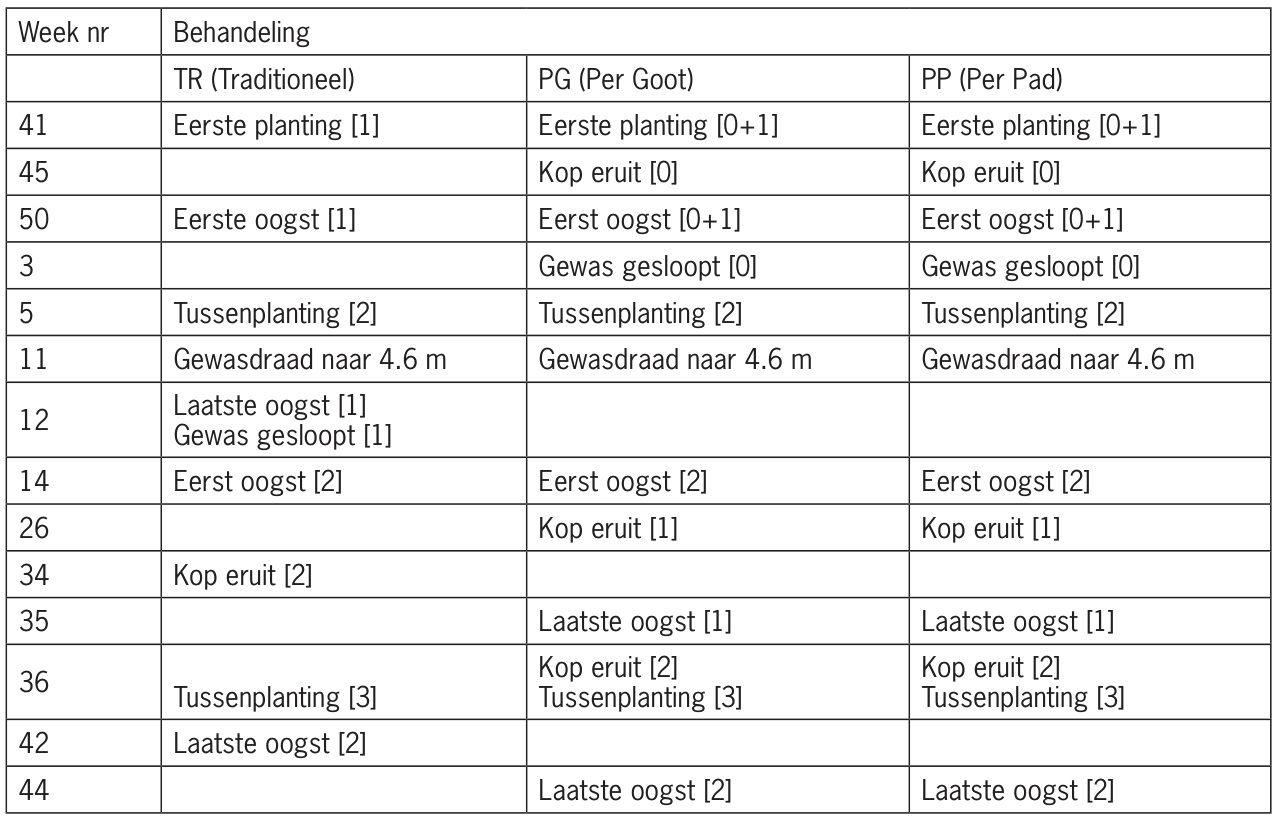 Week nr Behandeling
TR (Traditioneel) PG (Per Goot) PP (Per Pad)
41 Eerste planting [1] Eerste planting [0+1] Eerste planting [0+1]
45 Kop eruit [0] Kop eruit [0]
50 Eerste oogst [1] Eerst oogst [0+1] Eerst oogst [0+1]
3 Gewas gesloopt [0] Gewas gesloopt [0]
5 Tussenplanting [2] Tussenplanting [2] Tussenplanting [2]
11 Gewasdraad naar 4.6 m Gewasdraad naar 4.6 m Gewasdraad naar 4.6 m
12 Laatste oogst [1]
Gewas gesloopt [1]
14 Eerst oogst [2] Eerst oogst [2] Eerst oogst [2]
26 Kop eruit [1] Kop eruit [1]
34 Kop eruit [2]
35 Laatste oogst [1] Laatste oogst [1]
36 Kop eruit [2] Kop eruit [2]
Tussenplanting [3] Tussenplanting [3] Tussenplanting [3]
42 Laatste oogst [2]
44 Laatste oogst [2] Laatste oogst [2]